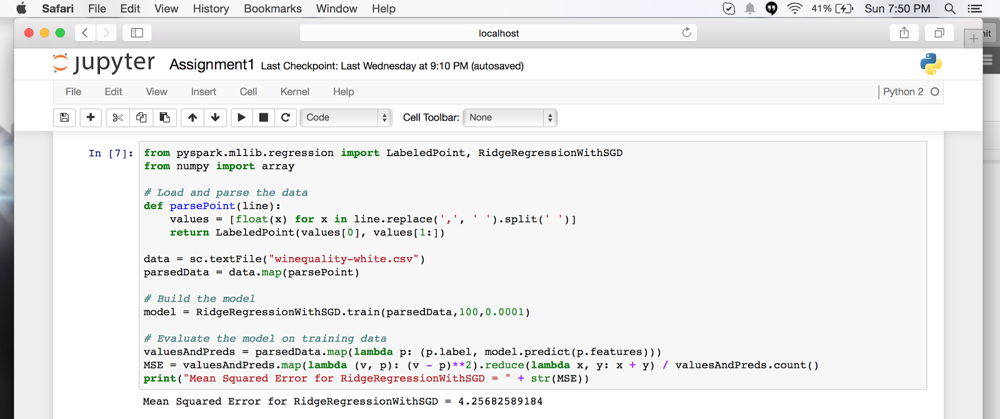 Safari File Edit View History Bookmarks Window Help 41% Sun 7:50 PM
localhost
jupyter Assignment1 Last Checkpoint: Last Wednesday at 9:10 PM (autosaved)
File Edit View Insert Cell Kernel Help Python 2
Code Cell Toolbar: None
In [7]: from pyspark.mllib.regression import LabeledPoint, RidgeRegressionWithSGD
from numpy import array
# Load and parse the data
def parsePoint(line):
values = [float(x) for x in line.replace(',', ' ').split(' ')]
return LabeledPoint(values[0], values[1:])
data = sc.textFile("winequality-white.csv")
parsedData = data.map(parsePoint)
# Build the model
model = RidgeRegressionWithSGD.train(parsedData,100,0.0001)
# Evaluate the model on training data
valuesAndPreds = parsedData.map(lambda p: (p.label, model.predict(p.features)))
MSE = valuesAndPreds.map(lambda (v, p): (v - p)**2).reduce(lambda x, y: x + y) / valuesAndPreds.count()
print("Mean Squared Error for RidgeRegressionWithSGD = " + str(MSE))
Mean Squared Error for RidgeRegressionWithSGD = 4.25682589184